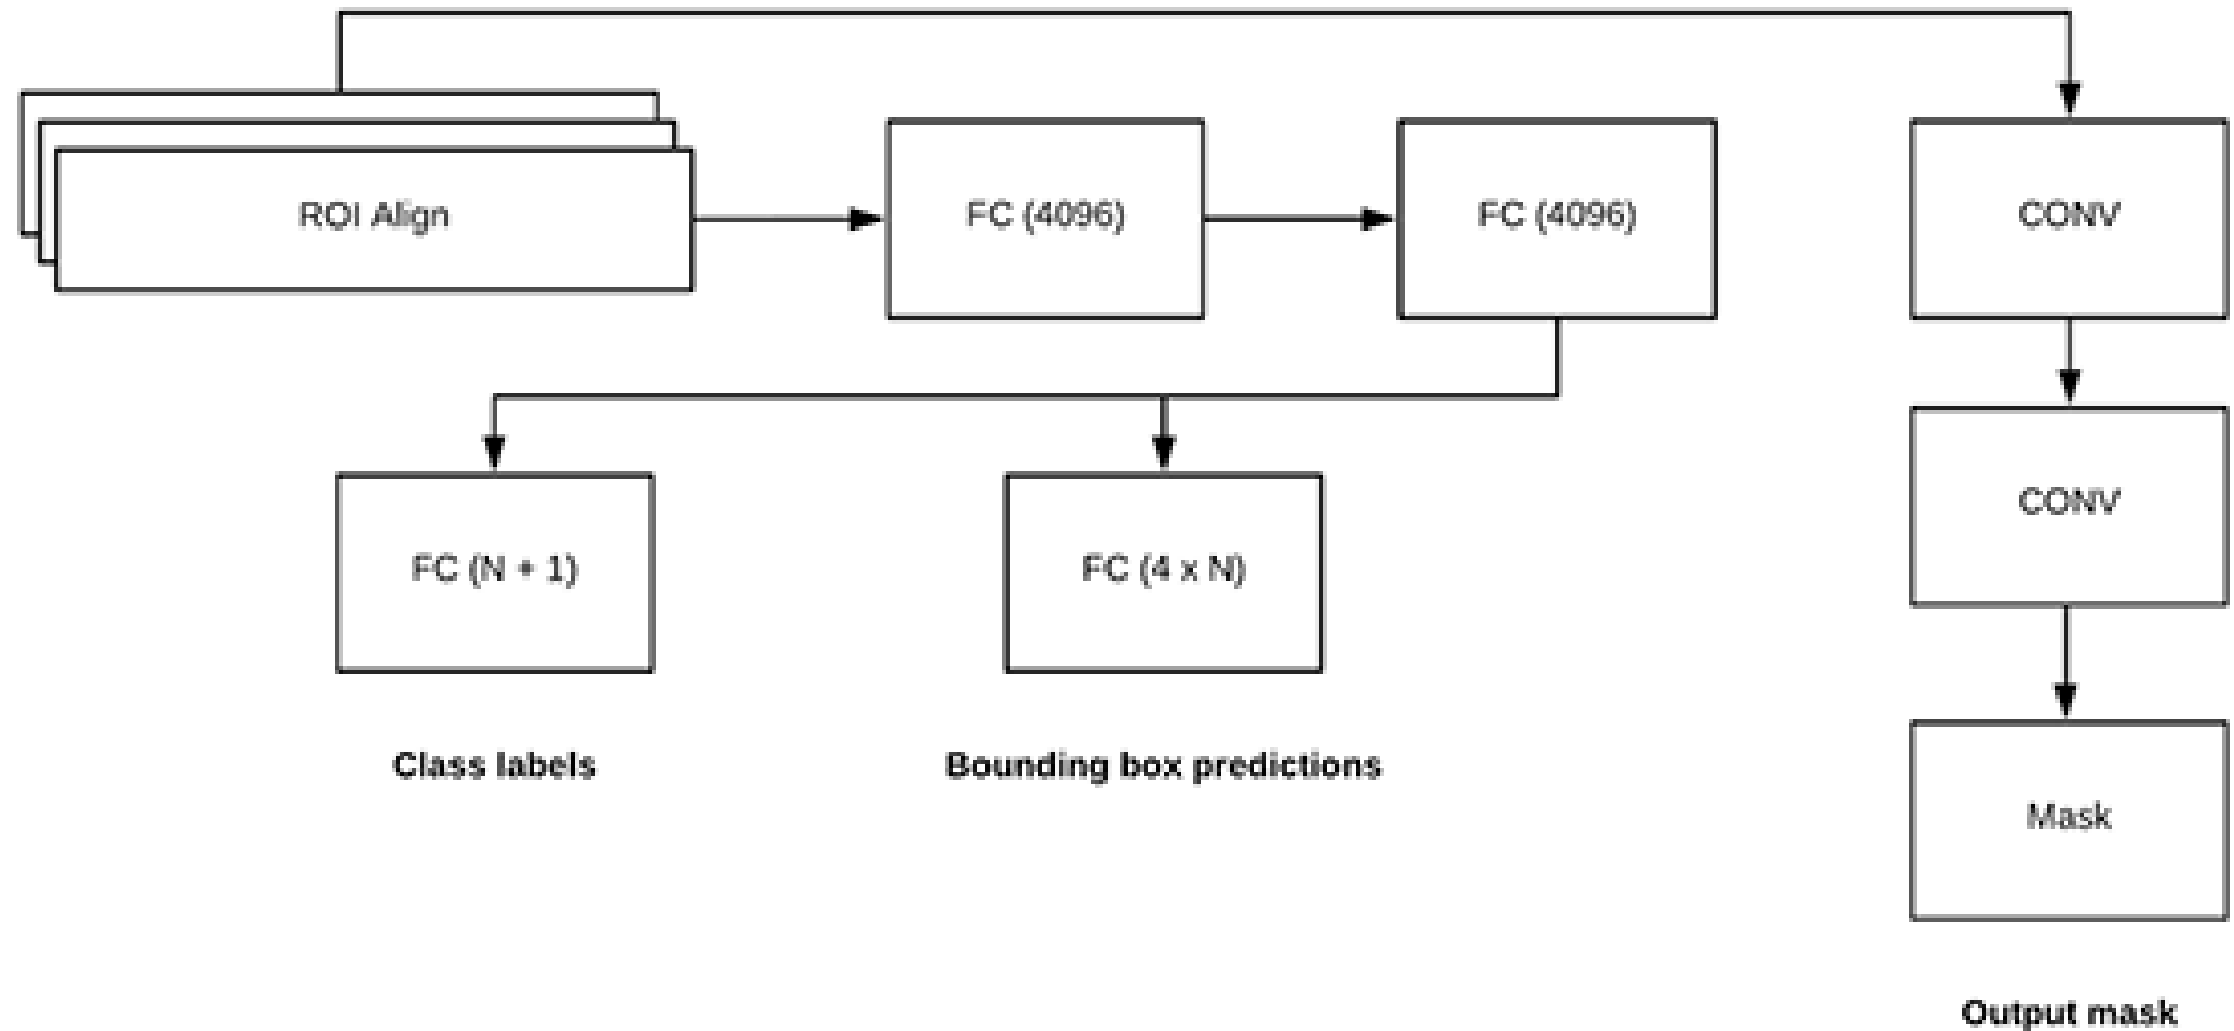 ROI Align
FC (4096)
FC (4096)
CONV
CONV
FC (N + 1)
FC (4 x N)
Class labels
Bounding box predictions
Mask
Output mask